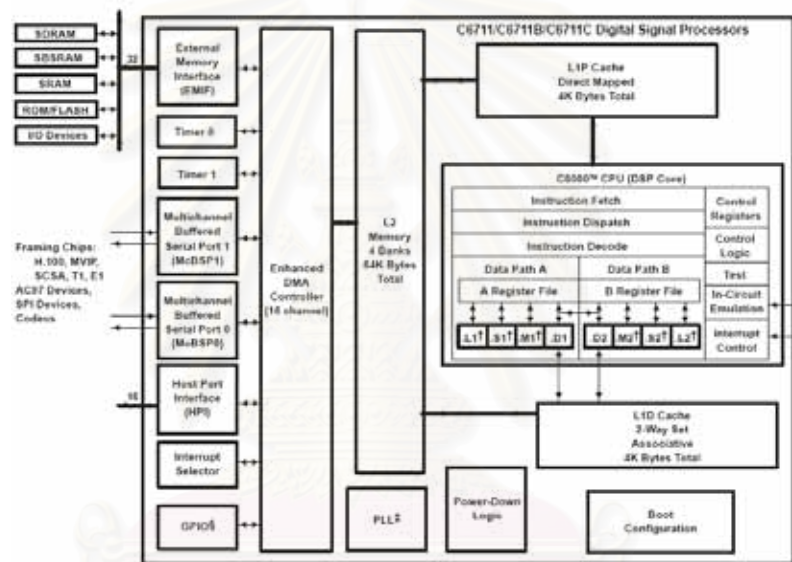 C6711/C6711B/C6711C Digital Signal Processors
SDRAM
SBSRAM
SRAM
ROM/FLASH
I/O Devices
32
External
Memory
Interface
(EMIF)
Timer 0
Timer 1
Multichannel
Buffered
Serial Port 1
(McBSP1)
Framing Chips:
H.100, MVIP,
SCSA, T1, E1
AC97 Devices,
SPI Devices,
Codecs
Multichannel
Buffered
Serial Port 0
(McBSP0)
16
Host Port
Interface
(HPI)
Interrupt
Selector
GPIO§
Enhanced
DMA
Controller
(16 channel)
L2
Memory
4 Banks
64K Bytes
Total
PLL‡
L1P Cache
Direct Mapped
4K Bytes Total
C6000™ CPU (DSP Core)
Instruction Fetch
Instruction Dispatch
Instruction Decode
Data Path A
Data Path B
A Register File
B Register File
.L1† .S1† .M1† .D1
.D2 .M2† .S2† .L2†
Control
Registers
Control
Logic
Test
In-Circuit
Emulation
Interrupt
Control
L1D Cache
2-Way Set
Associative
4K Bytes Total
Power-Down
Logic
Boot
Configuration